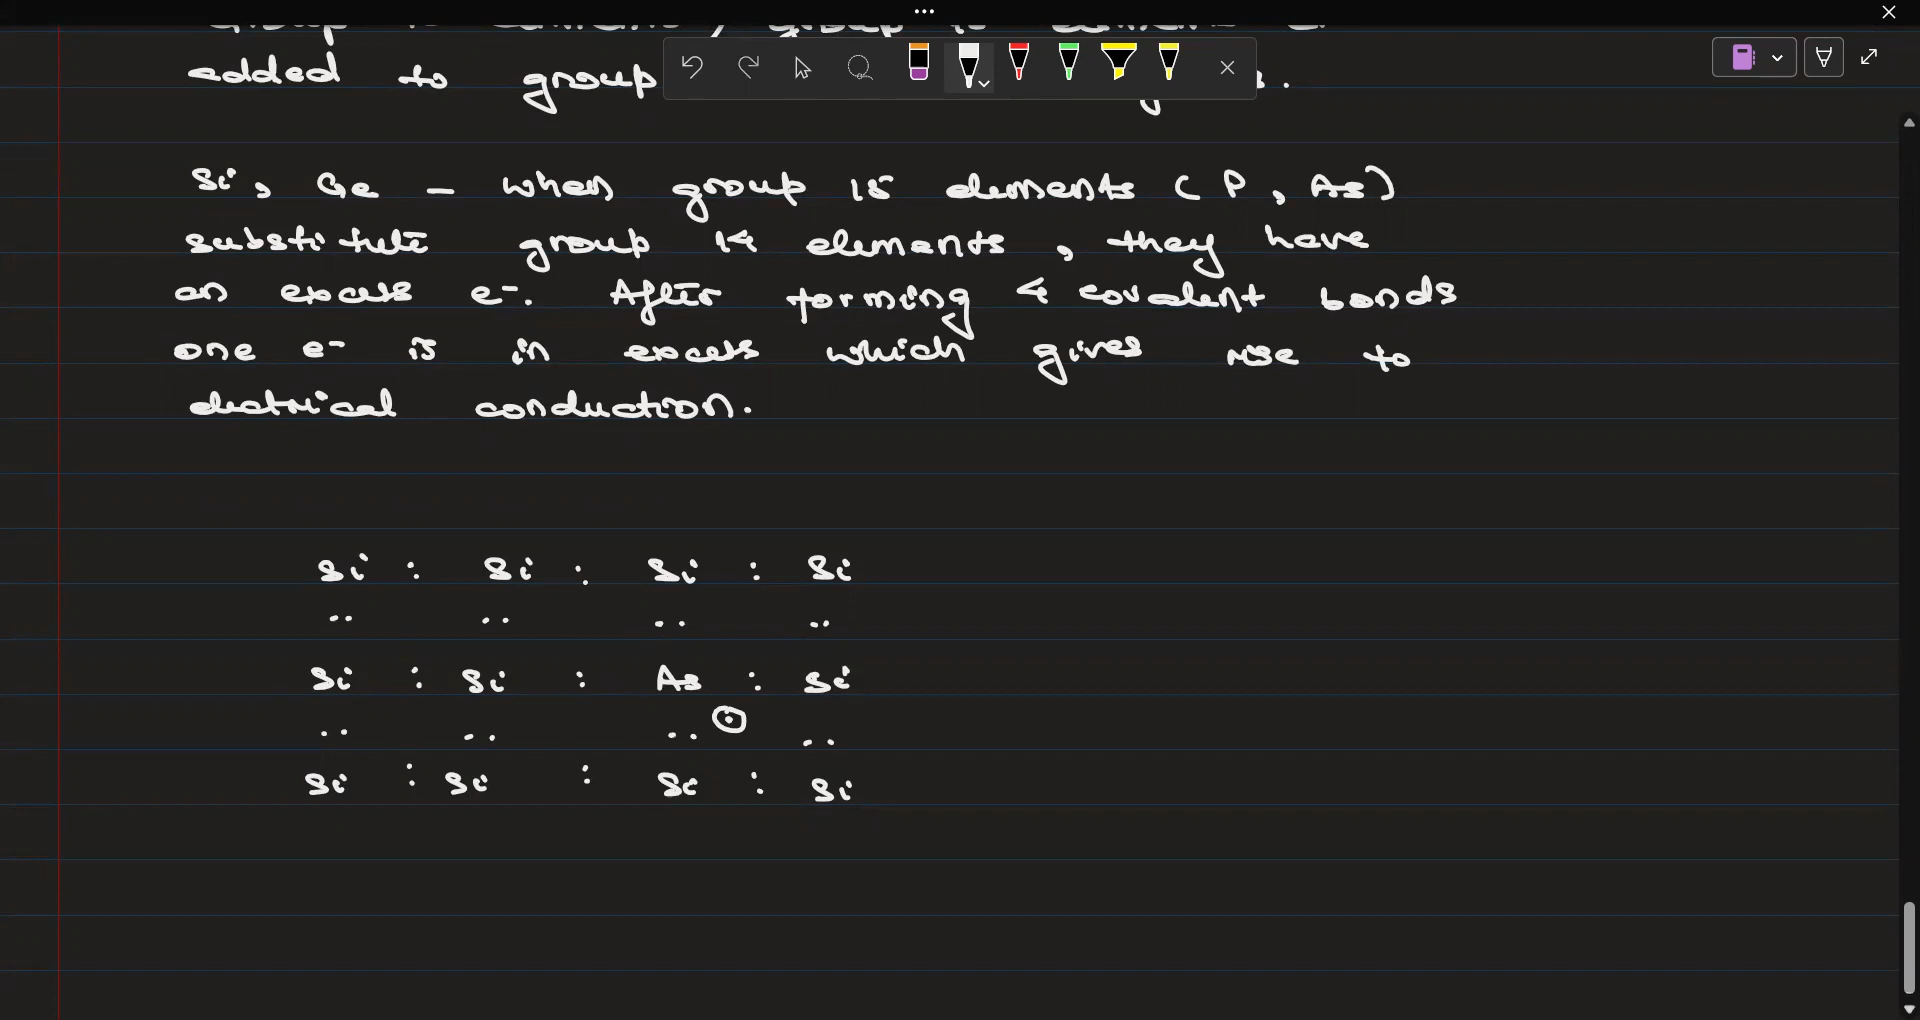 added to group
Si, Ge - when group 15 elements (P, As)
substitute group 14 elements, they have
an excess e-. After forming 4 covalent bonds
one e- is in excess which gives rise to
electrical conduction.
Si : Si : Si : Si
.. .. .. ..
Si : Si : As : Si
.. .. .. ⊙ ..
Si : Si : Si : Si